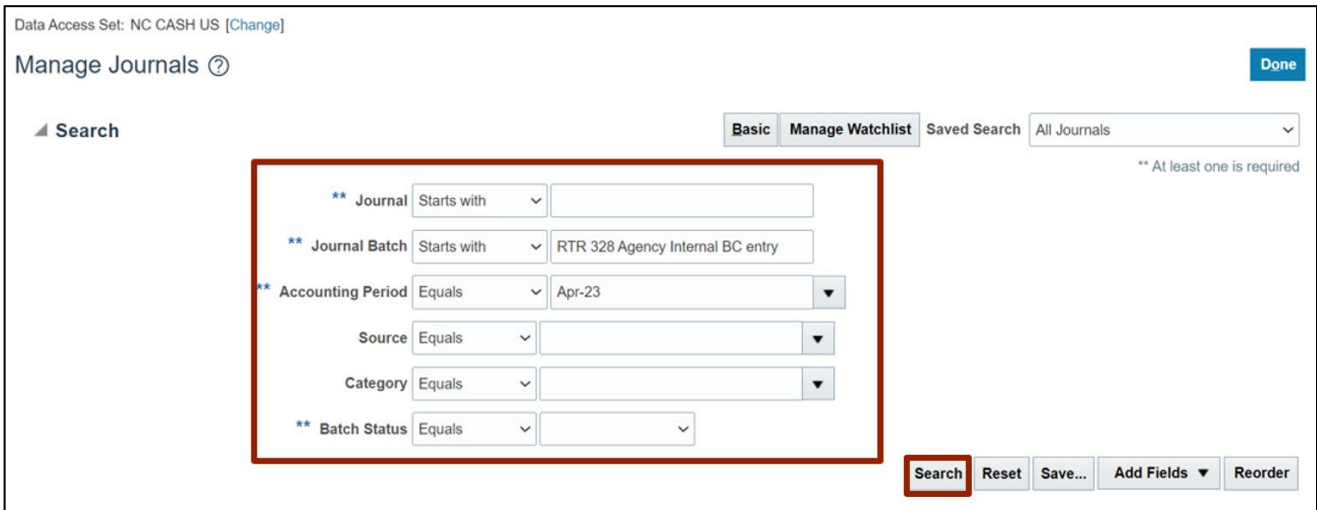 Data Access Set: NC CASH US [Change]
Manage Journals ?
Done
Search
Basic Manage Watchlist Saved Search All Journals
** At least one is required
** Journal Starts with
** Journal Batch Starts with RTR 328 Agency Internal BC entry
** Accounting Period Equals Apr-23
Source Equals
Category Equals
** Batch Status Equals
Search Reset Save... Add Fields Reorder